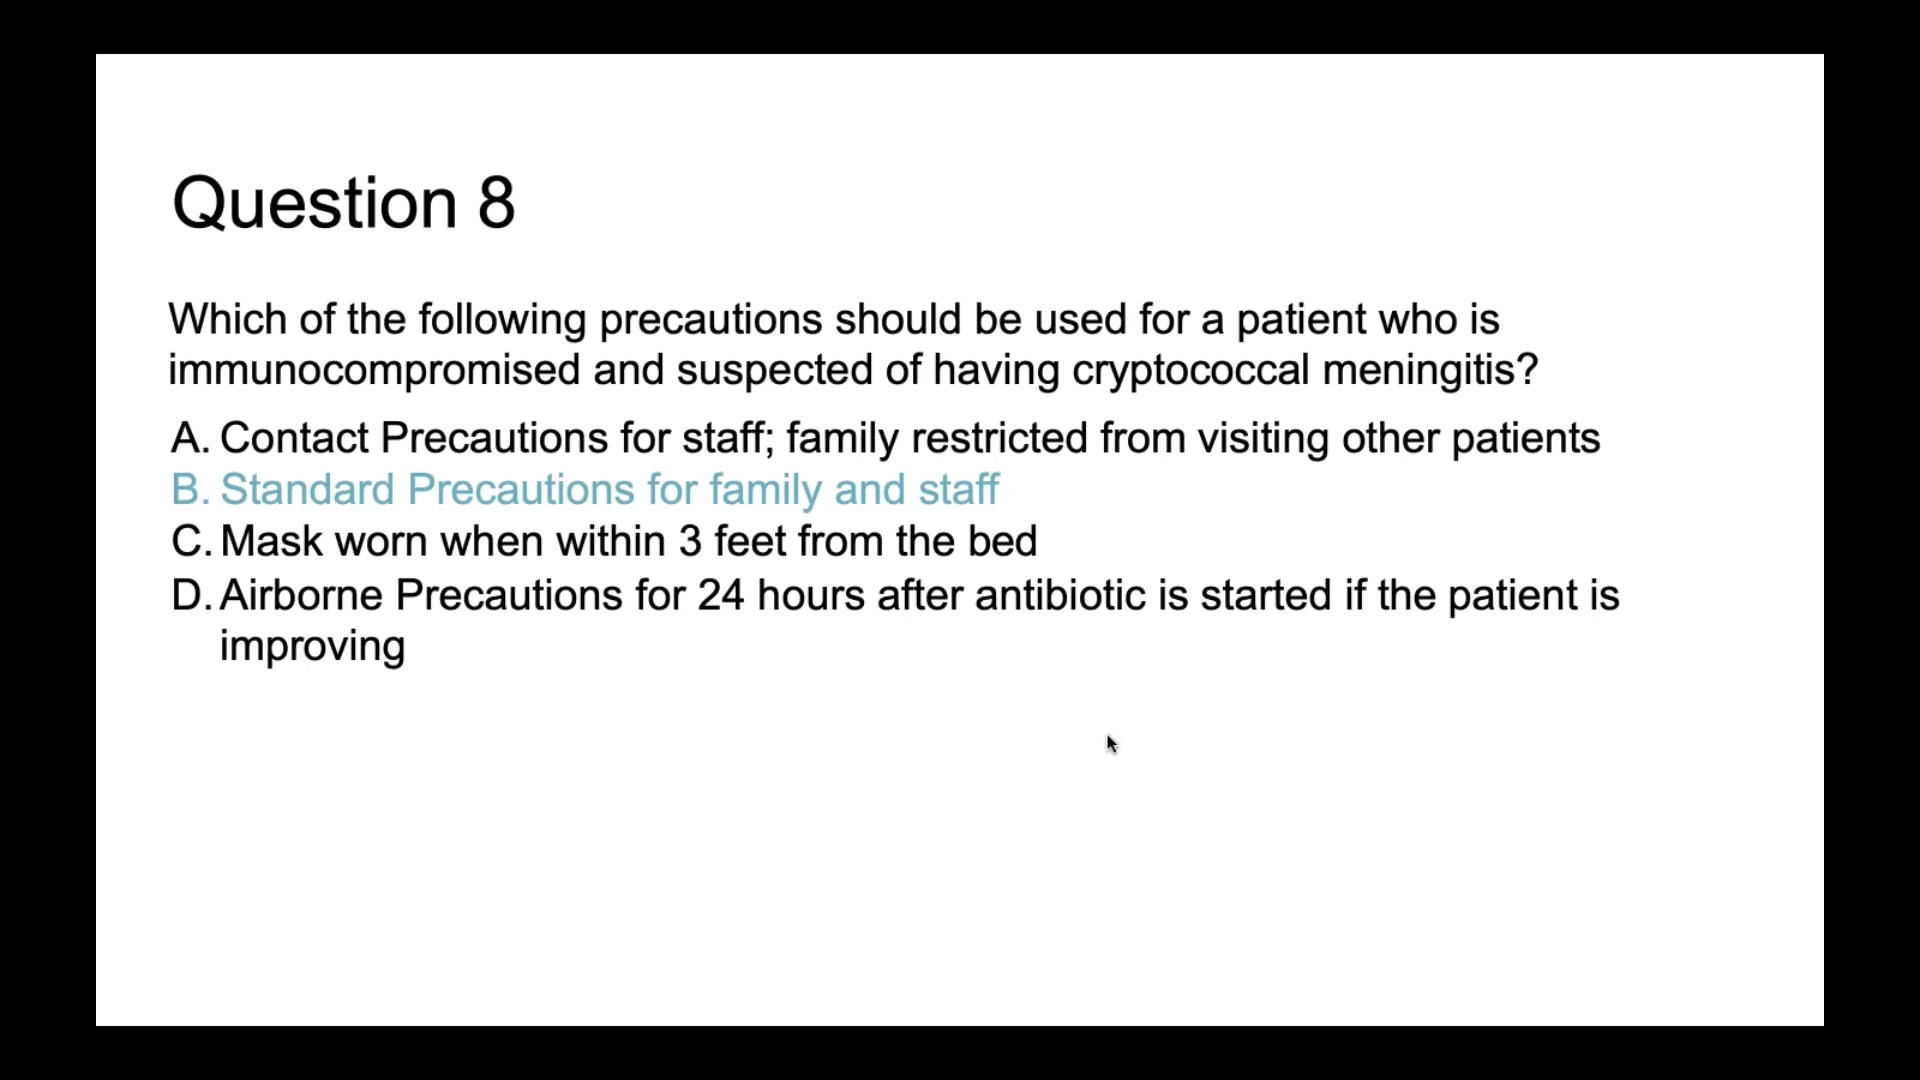 Question 8
Which of the following precautions should be used for a patient who is
immunocompromised and suspected of having cryptococcal meningitis?
A. Contact Precautions for staff; family restricted from visiting other patients
B. Standard Precautions for family and staff
C. Mask worn when within 3 feet from the bed
D. Airborne Precautions for 24 hours after antibiotic is started if the patient is
improving